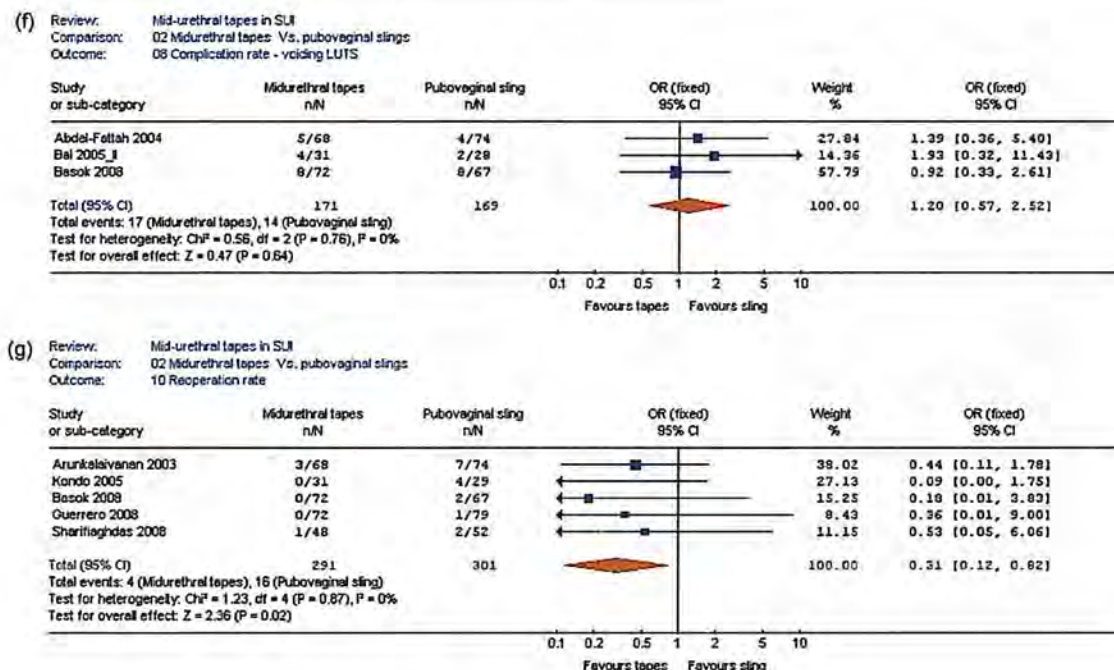 (f) Review: Mid-urethral tapes in SUI
Comparison: 02 Midurethral tapes Vs. pubovaginal slings
Outcome: 08 Complication rate - voiding LUTS
Study or sub-category Midurethral tapes n/N Pubovaginal sling n/N OR (fixed) 95% CI Weight % OR (fixed) 95% CI
Abdel-Fattah 2004 5/68 4/74 27.84 1.39 [0.36, 5.40]
Bai 2005_II 4/31 2/28 14.36 1.93 [0.32, 11.43]
Basok 2008 8/72 8/67 57.79 0.92 [0.33, 2.61]
Total (95% CI) 171 169 100.00 1.20 [0.57, 2.52]
Total events: 17 (Midurethral tapes), 14 (Pubovaginal sling)
Test for heterogeneity: Chi² = 0.56, df = 2 (P = 0.76), I² = 0%
Test for overall effect: Z = 0.47 (P = 0.64)
0.1 0.2 0.5 1 2 5 10
Favours tapes Favours sling
(g) Review: Mid-urethral tapes in SUI
Comparison: 02 Midurethral tapes Vs. pubovaginal slings
Outcome: 10 Reoperation rate
Study or sub-category Midurethral tapes n/N Pubovaginal sling n/N OR (fixed) 95% CI Weight % OR (fixed) 95% CI
Arunkalaivanan 2003 3/68 7/74 38.02 0.44 [0.11, 1.78]
Kondo 2005 0/31 4/29 27.13 0.09 [0.00, 1.75]
Basok 2008 0/72 2/67 15.25 0.18 [0.01, 3.83]
Guerrero 2008 0/72 1/79 8.43 0.36 [0.01, 9.00]
Sharifiaghdas 2008 1/48 2/52 11.15 0.53 [0.05, 6.06]
Total (95% CI) 291 301 100.00 0.31 [0.12, 0.82]
Total events: 4 (Midurethral tapes), 16 (Pubovaginal sling)
Test for heterogeneity: Chi² = 1.23, df = 4 (P = 0.87), I² = 0%
Test for overall effect: Z = 2.36 (P = 0.02)
0.1 0.2 0.5 1 2 5 10
Favours tapes Favours sling